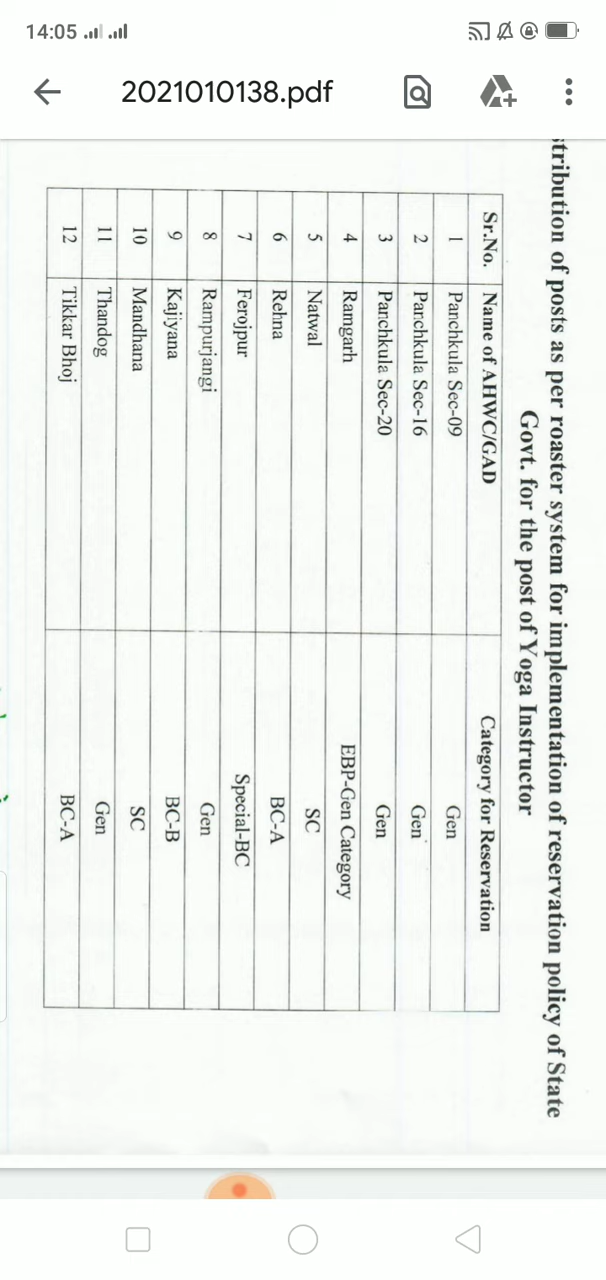 14:05
2021010138.pdf
stribution of posts as per roaster system for implementation of reservation policy of State
Govt. for the post of Yoga Instructor
Sr.No. Name of AHWC/GAD Category for Reservation
1 Panchkula Sec-09 Gen
2 Panchkula Sec-16 Gen
3 Panchkula Sec-20 Gen
4 Ramgarh EBP-Gen Category
5 Natwal SC
6 Rehna BC-A
7 Ferojpur Special-BC
8 Rampurjangi Gen
9 Kajiyana BC-B
10 Mandhana SC
11 Thandog Gen
12 Tikkar Bhoj BC-A